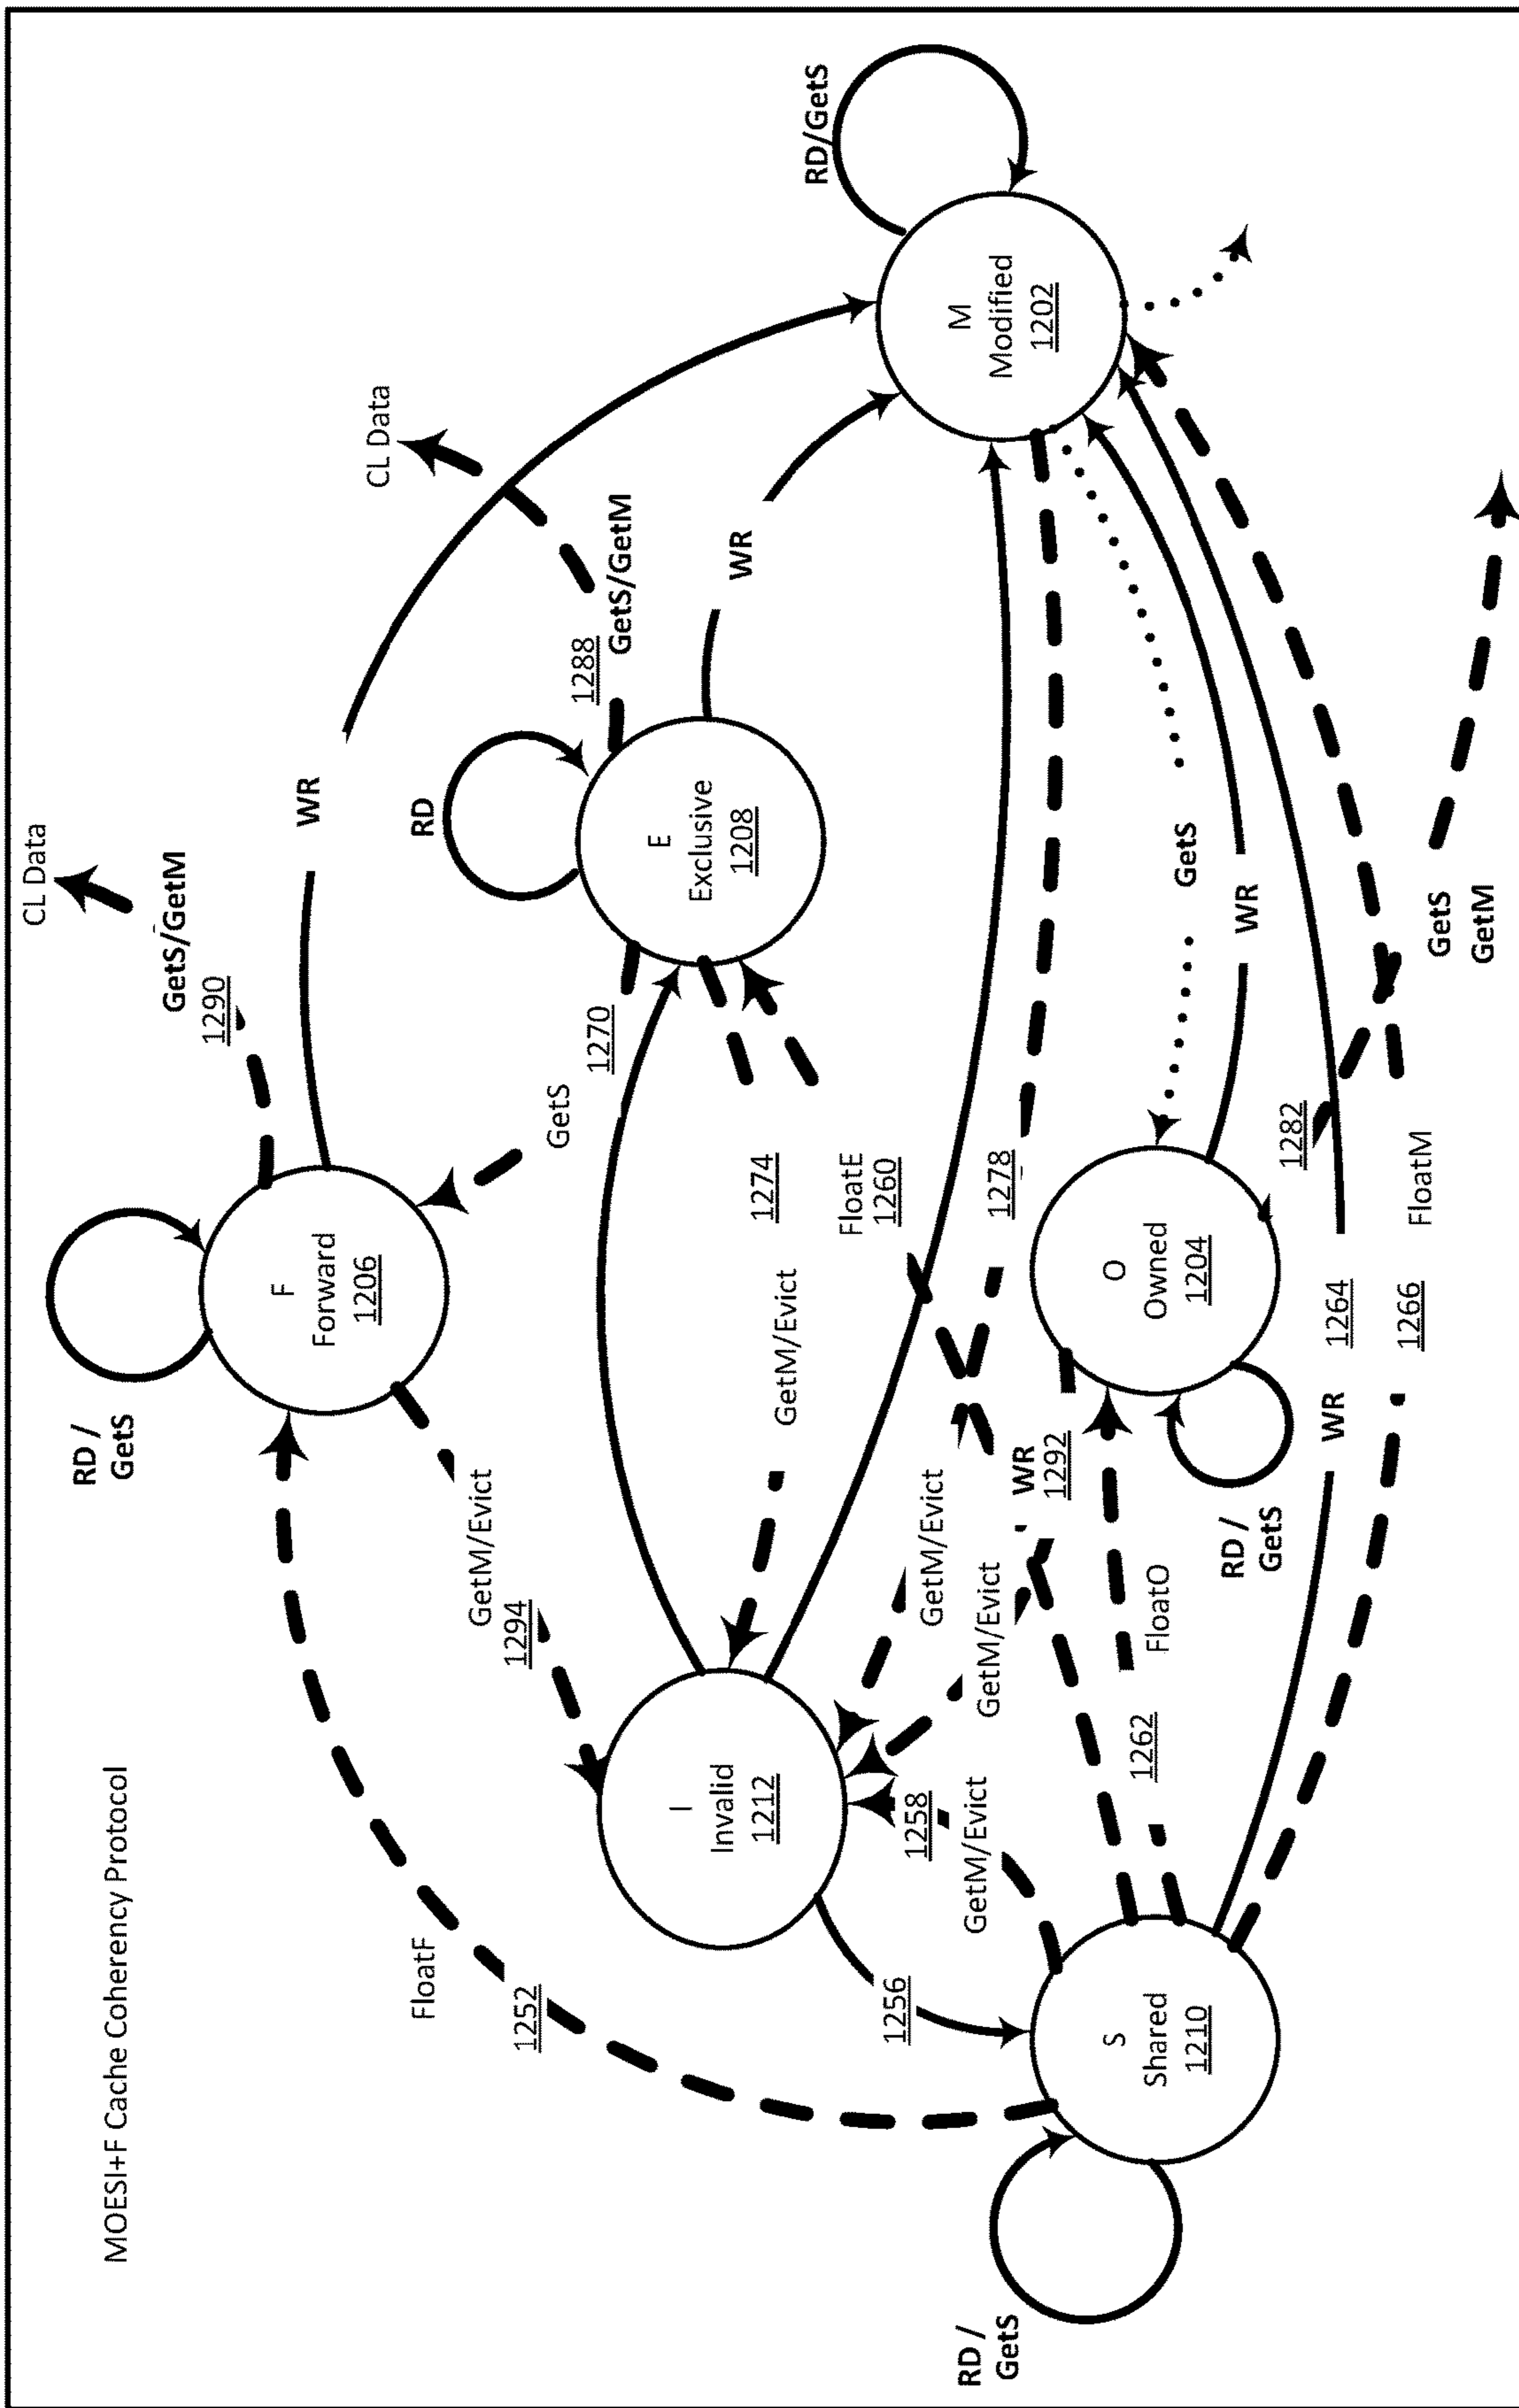 MOESI+F Cache Coherency Protocol
CL Data
GetS/GetM
1290
WR
RD /
GetS
F
Forward
1206
FloatF
1252
GetM/Evict
1294
GetS
1270
RD
1288
GetS/GetM
CL Data
E
Exclusive
1208
WR
RD/GetS
M
Modified
1202
I
Invalid
1212
GetM/Evict
1274
FloatE
1260
1278
GetM/Evict
GetM/Evict
WR
1292
1256
1258
GetM/Evict
RD /
GetS
S
Shared
1210
1262
FloatO
RD /
GetS
O
Owned
1204
GetS
WR
1282
WR
1264
1266
FloatM
GetS
GetM